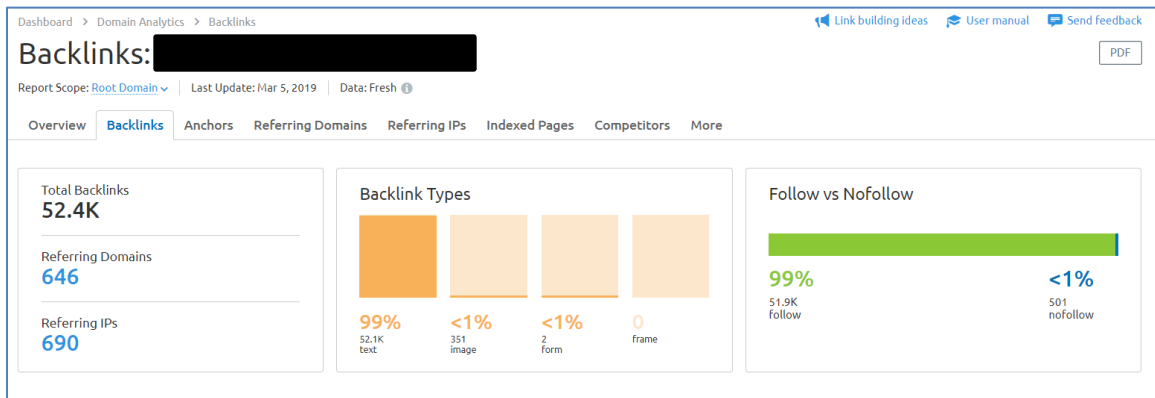 Dashboard > Domain Analytics > Backlinks
Link building ideas User manual Send feedback
Backlinks:
PDF
Report Scope: Root Domain Last Update: Mar 5, 2019 Data: Fresh
Overview Backlinks Anchors Referring Domains Referring IPs Indexed Pages Competitors More
Total Backlinks
52.4K
Referring Domains
646
Referring IPs
690
Backlink Types
99% <1% <1% 0
52.1K 351 2 frame
text image form
Follow vs Nofollow
99% <1%
51.9K 501
follow nofollow